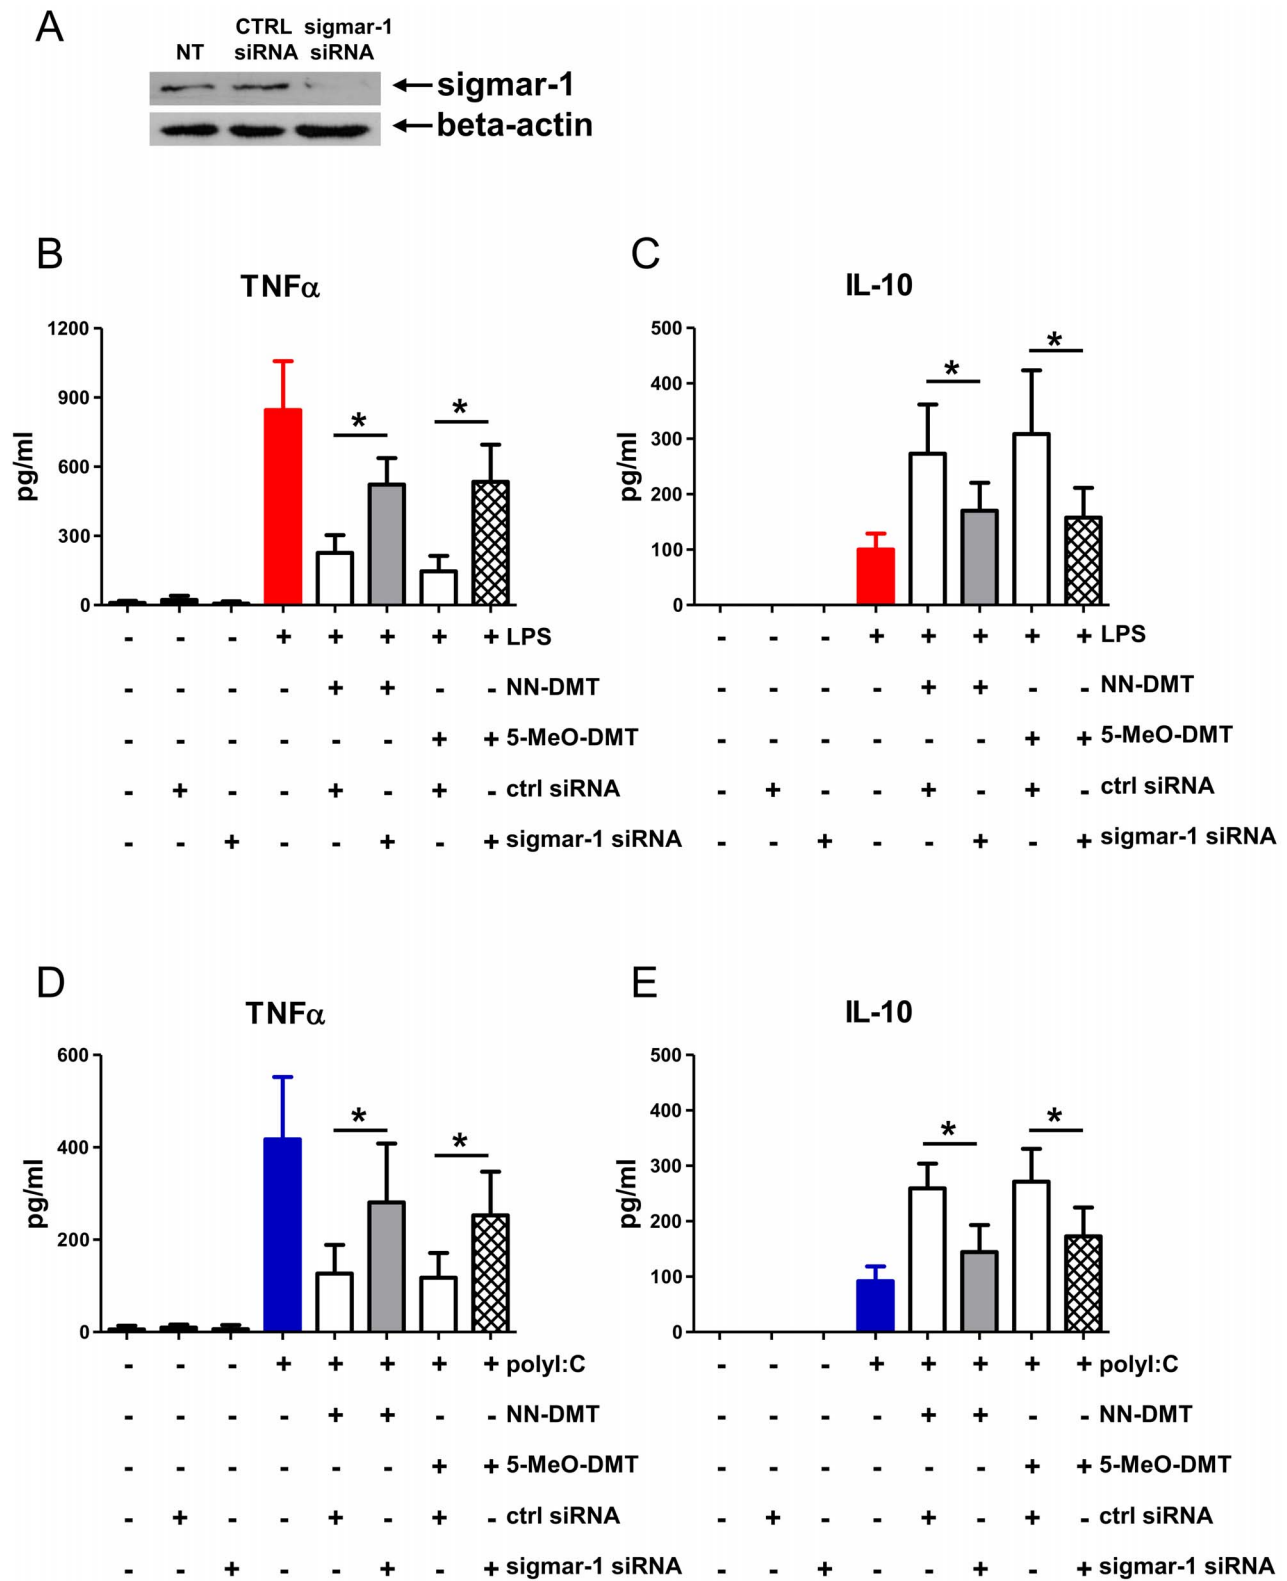 A
NT
CTRL siRNA
sigmar-1 siRNA
sigmar-1
beta-actin
B
TNFα
pg/ml
1200
900
600
300
0
*
*
- - - + + + + + LPS
- - - - + + - - NN-DMT
- - - - - - + + 5-MeO-DMT
- + - - + - + - ctrl siRNA
- - + - - + - + sigmar-1 siRNA
C
IL-10
pg/ml
500
400
300
200
100
0
*
*
- - - + + + + + LPS
- - - - + + - - NN-DMT
- - - - - - + + 5-MeO-DMT
- + - - + - + - ctrl siRNA
- - + - - + - + sigmar-1 siRNA
D
TNFα
pg/ml
600
400
200
0
*
*
- - - + + + + + polyI:C
- - - - + + - - NN-DMT
- - - - - - + + 5-MeO-DMT
- + - - + - + - ctrl siRNA
- - + - - + - + sigmar-1 siRNA
E
IL-10
pg/ml
500
400
300
200
100
0
*
*
- - - + + + + + polyI:C
- - - - + + - - NN-DMT
- - - - - - + + 5-MeO-DMT
- + - - + - + - ctrl siRNA
- - + - - + - + sigmar-1 siRNA